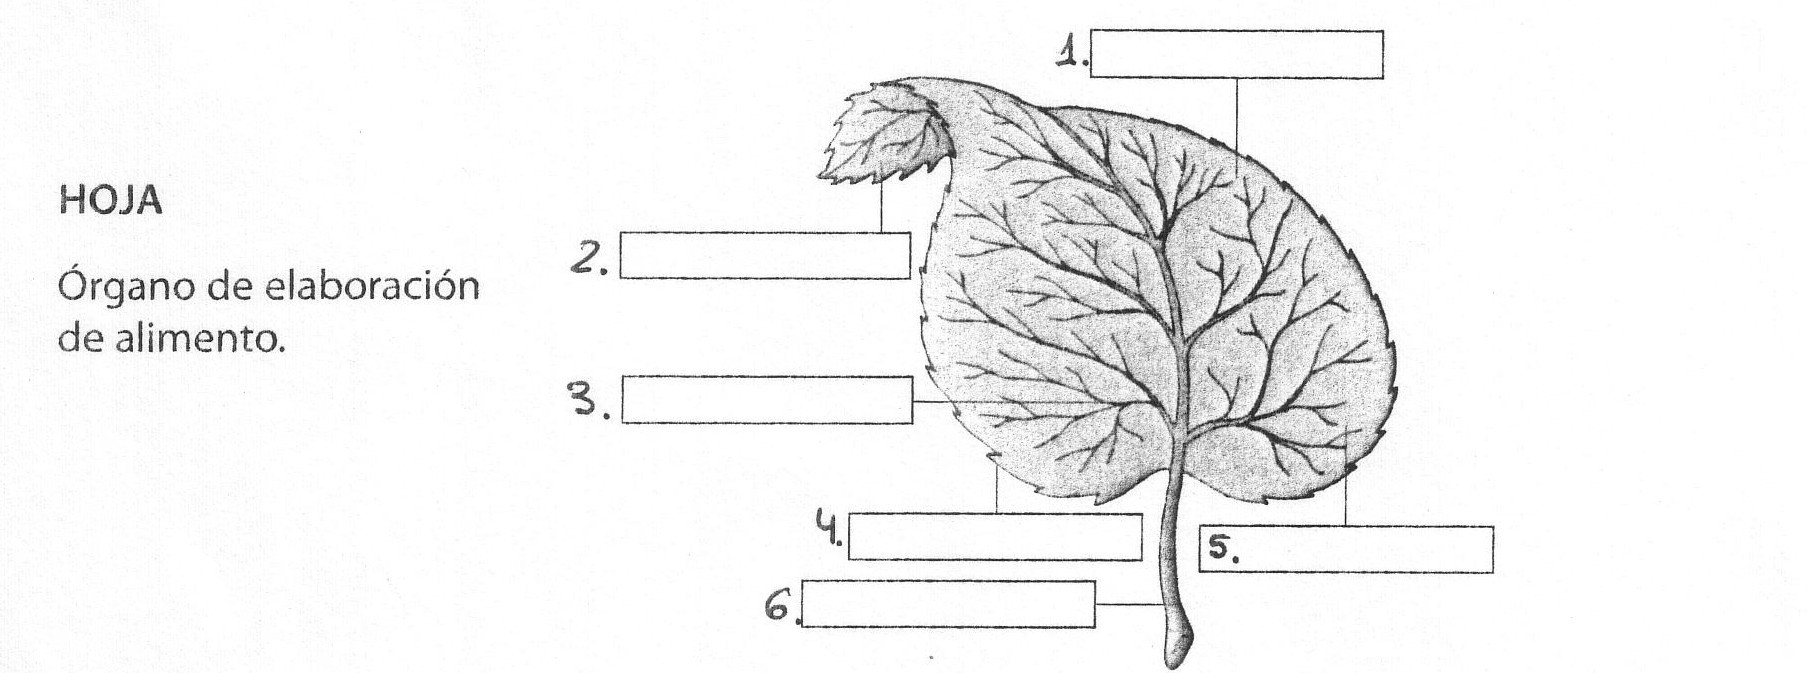 HOJA
Órgano de elaboración
de alimento.
1.
2.
3.
4.
5.
6.